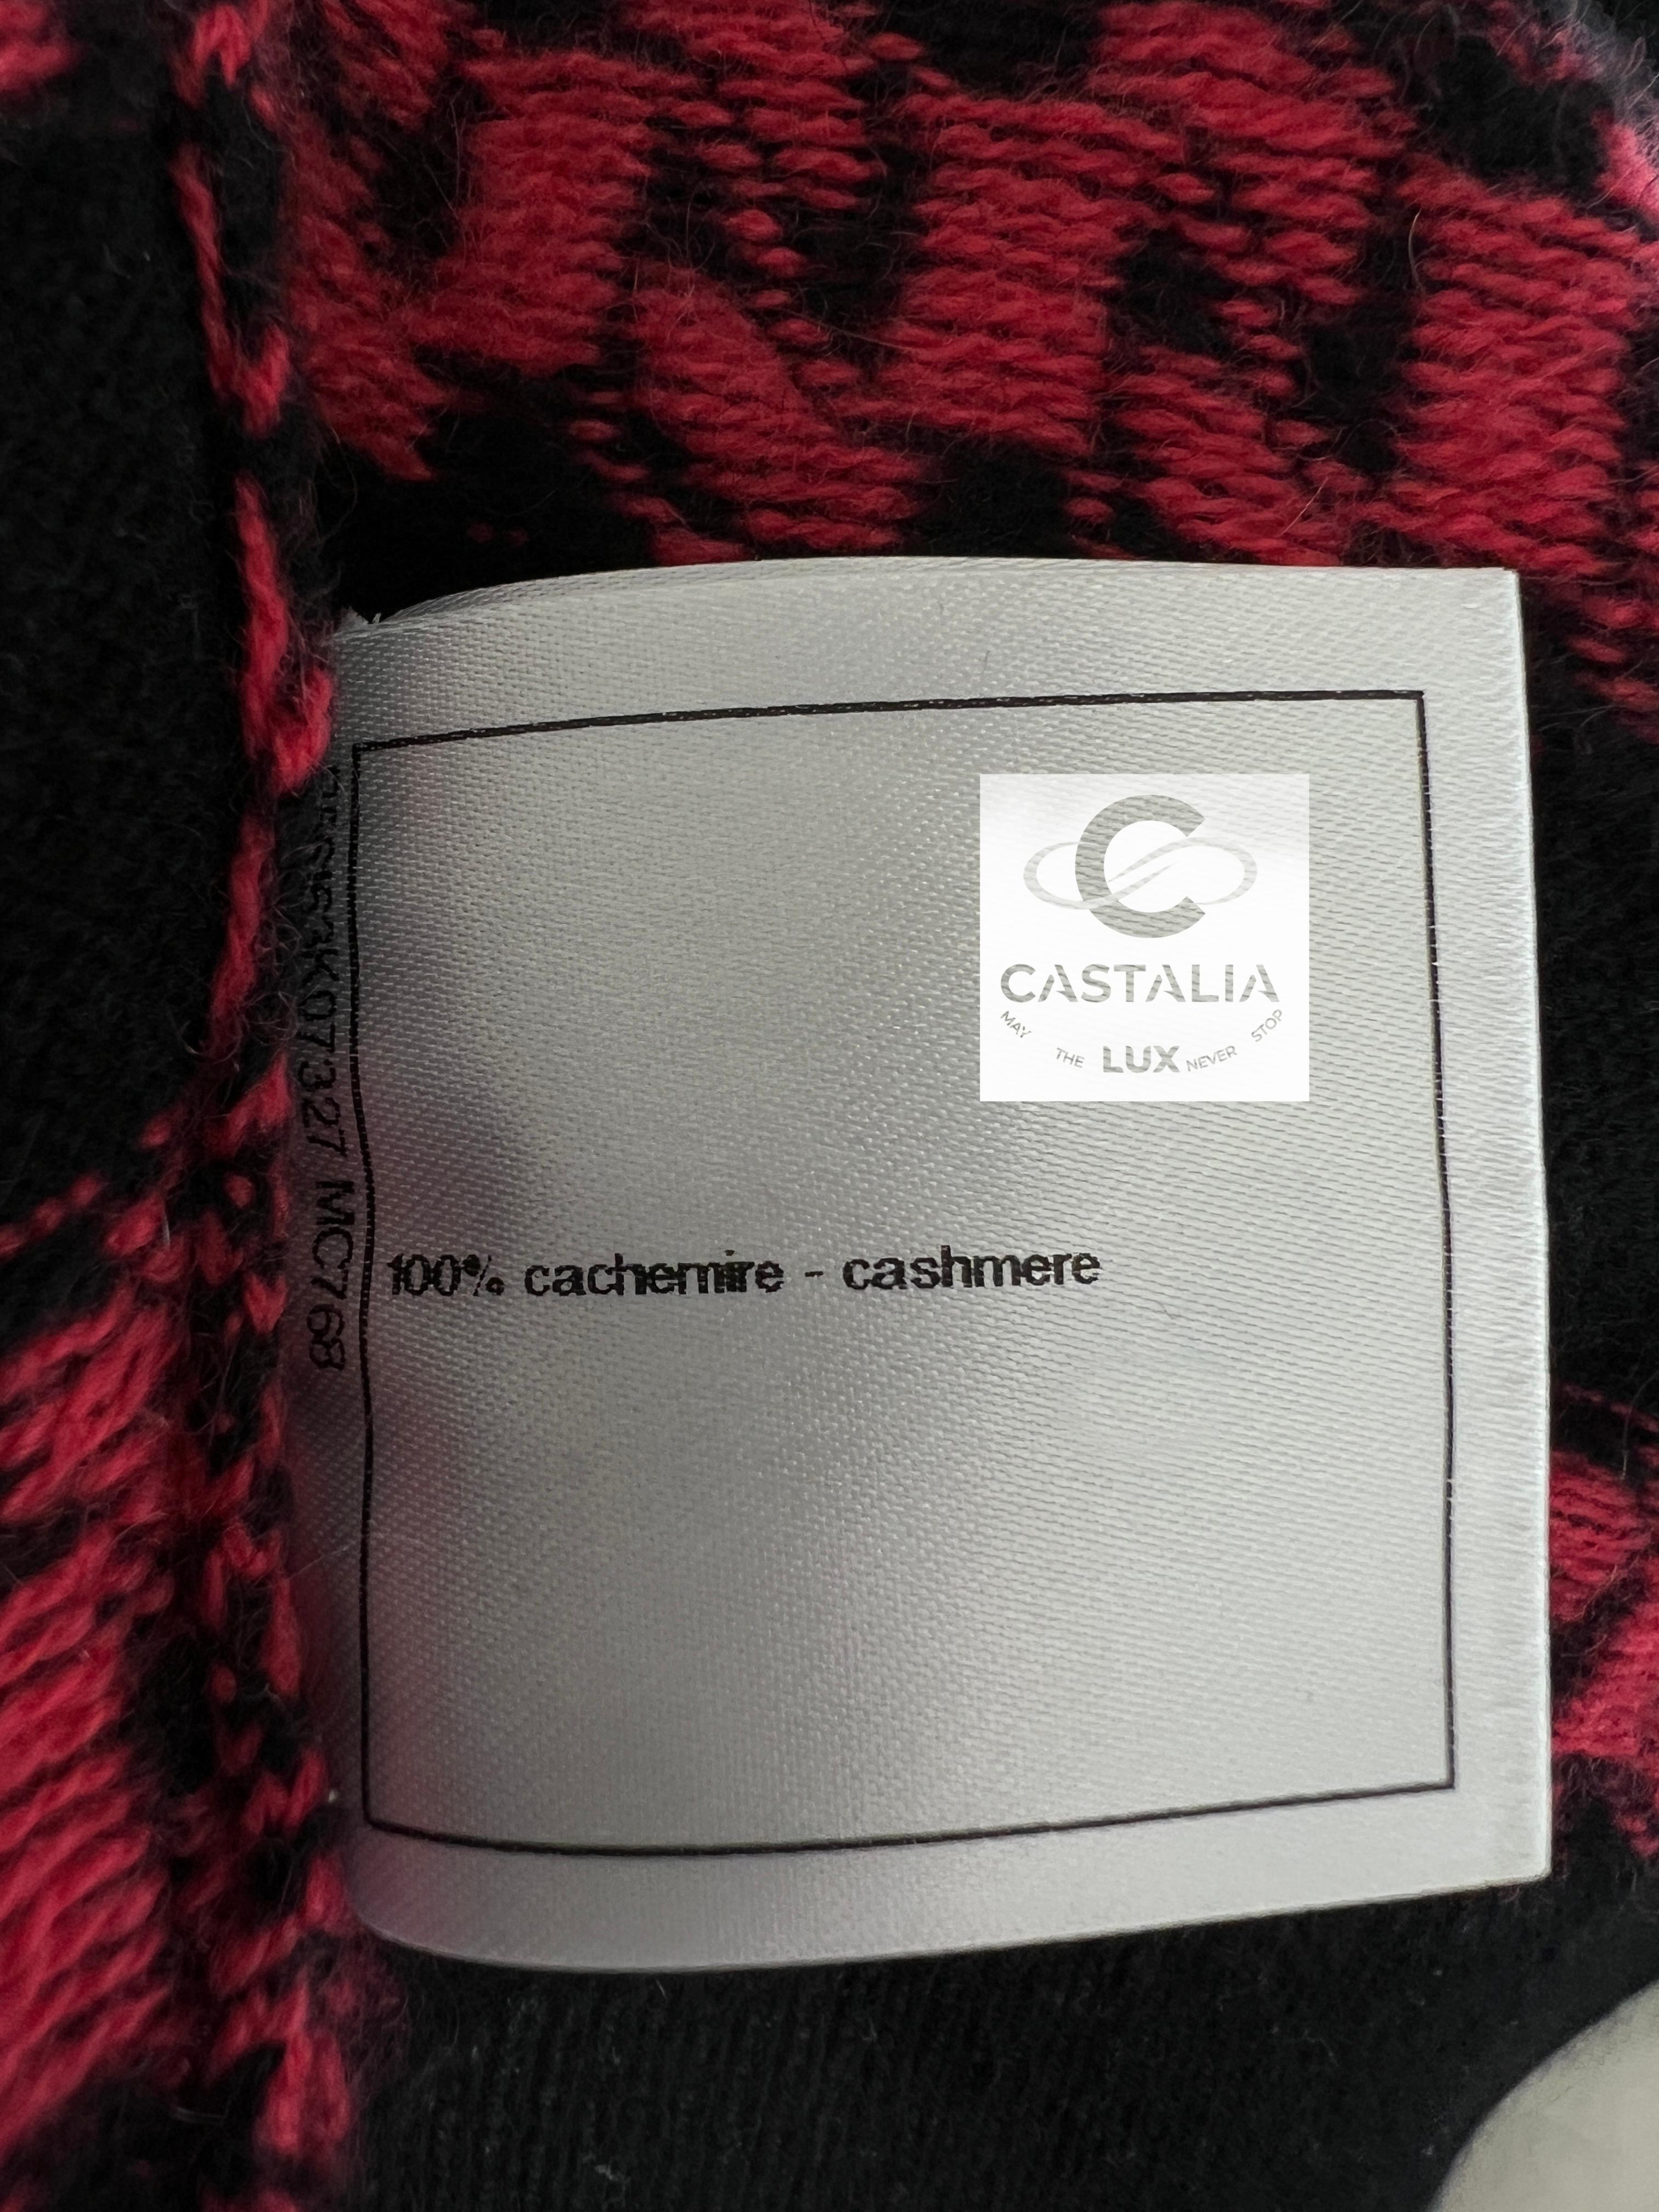 CASTALIA
MAY THE LUX NEVER STOP
100% cachemire - cashmere
K07327 MC768